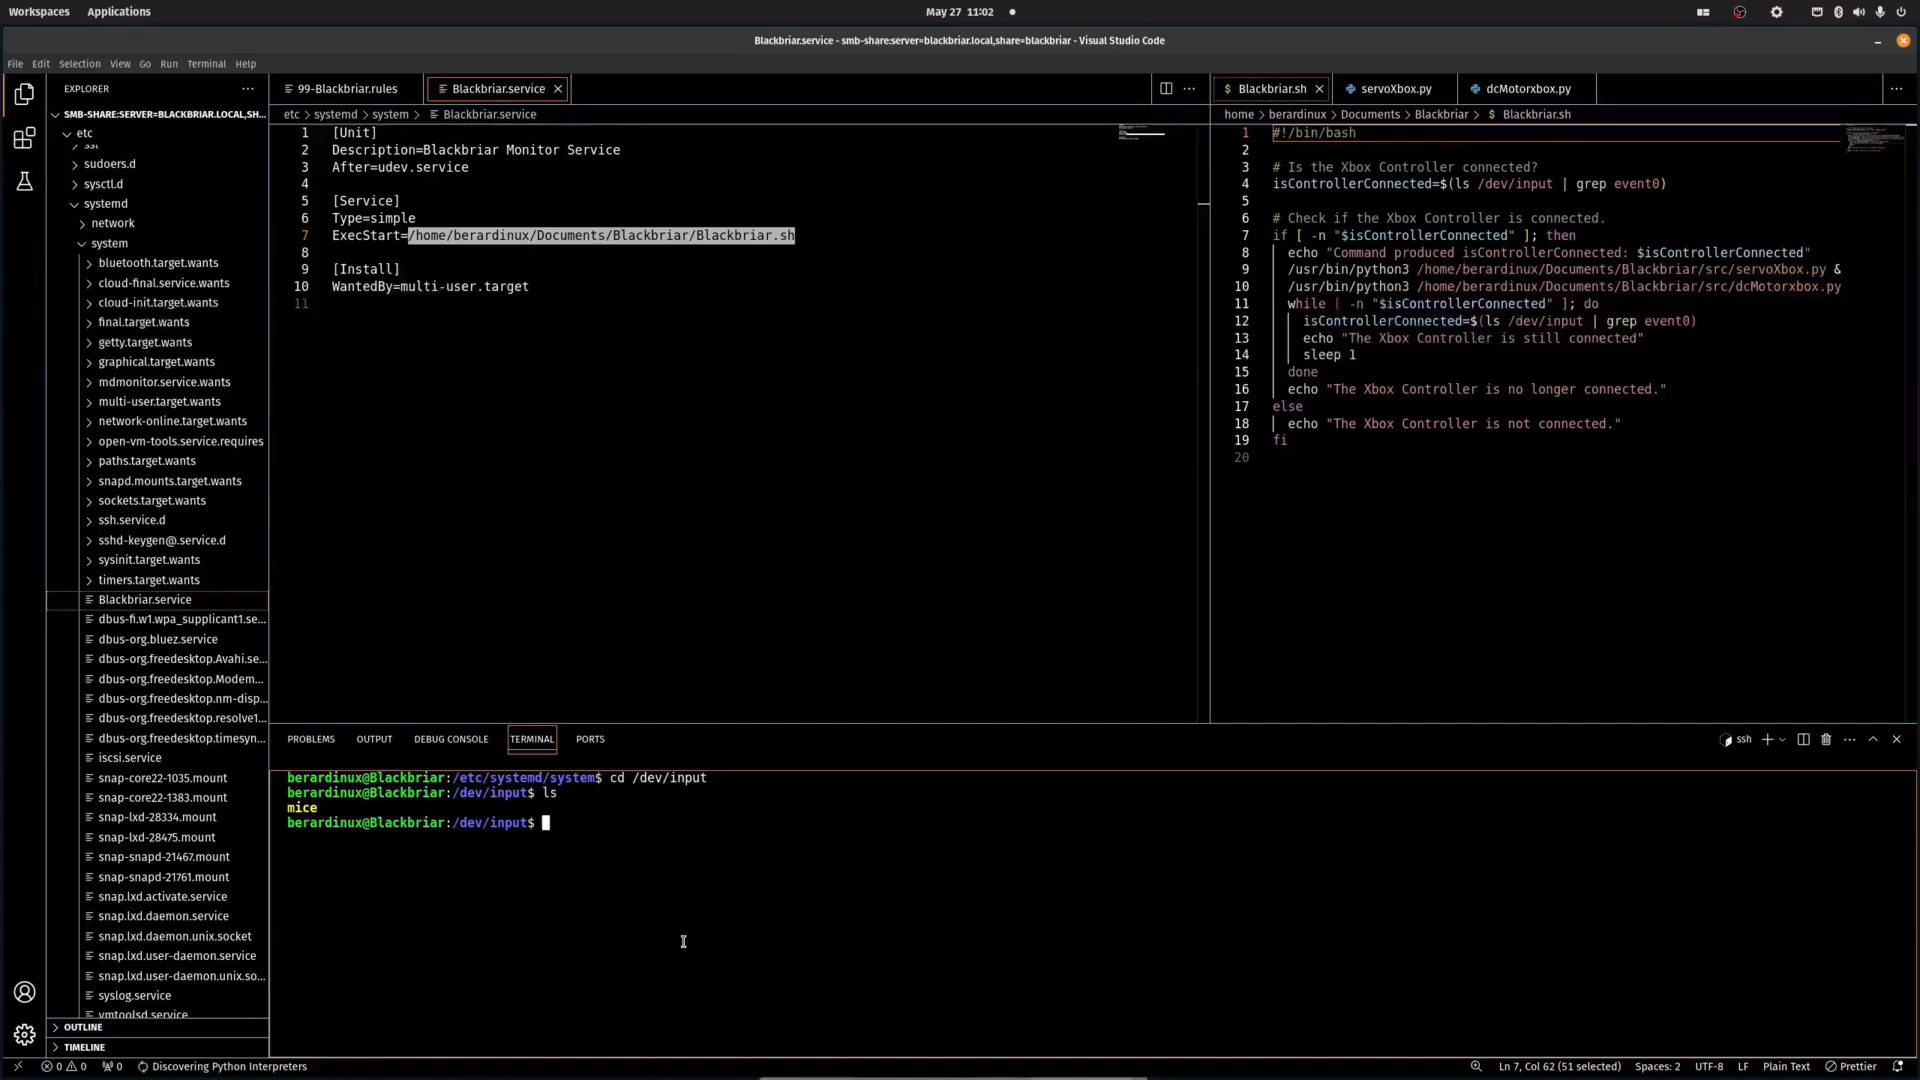 Workspaces Applications May 27 11:02
Blackbriar.service - smb-share:server=blackbriar.local,share=blackbriar - Visual Studio Code
File Edit Selection View Go Run Terminal Help
EXPLORER
SMB-SHARE:SERVER=BLACKBRIAR.LOCAL,SH...
etc
ssl
sudoers.d
sysctl.d
systemd
network
system
bluetooth.target.wants
cloud-final.service.wants
cloud-init.target.wants
final.target.wants
getty.target.wants
graphical.target.wants
mdmonitor.service.wants
multi-user.target.wants
network-online.target.wants
open-vm-tools.service.requires
paths.target.wants
snapd.mounts.target.wants
sockets.target.wants
ssh.service.d
sshd-keygen@.service.d
sysinit.target.wants
timers.target.wants
Blackbriar.service
dbus-fi.w1.wpa_supplicant1.se...
dbus-org.bluez.service
dbus-org.freedesktop.Avahi.se...
dbus-org.freedesktop.Modem...
dbus-org.freedesktop.nm-disp...
dbus-org.freedesktop.resolve1...
dbus-org.freedesktop.timesyn...
iscsi.service
snap-core22-1035.mount
snap-core22-1383.mount
snap-lxd-28334.mount
snap-lxd-28475.mount
snap-snapd-21467.mount
snap-snapd-21761.mount
snap.lxd.activate.service
snap.lxd.daemon.service
snap.lxd.daemon.unix.socket
snap.lxd.user-daemon.service
snap.lxd.user-daemon.unix.so...
syslog.service
vmtoolsd.service
OUTLINE
TIMELINE
99-Blackbriar.rules Blackbriar.service
etc > systemd > system > Blackbriar.service
1 [Unit]
2 Description=Blackbriar Monitor Service
3 After=udev.service
4
5 [Service]
6 Type=simple
7 ExecStart=/home/berardinux/Documents/Blackbriar/Blackbriar.sh
8
9 [Install]
10 WantedBy=multi-user.target
11
$ Blackbriar.sh servoXbox.py dcMotorxbox.py
home > berardinux > Documents > Blackbriar > $ Blackbriar.sh
1 #!/bin/bash
2
3 # Is the Xbox Controller connected?
4 isControllerConnected=$(ls /dev/input | grep event0)
5
6 # Check if the Xbox Controller is connected.
7 if [ -n "$isControllerConnected" ]; then
8 echo "Command produced isControllerConnected: $isControllerConnected"
9 /usr/bin/python3 /home/berardinux/Documents/Blackbriar/src/servoXbox.py &
10 /usr/bin/python3 /home/berardinux/Documents/Blackbriar/src/dcMotorxbox.py
11 while [ -n "$isControllerConnected" ]; do
12 isControllerConnected=$(ls /dev/input | grep event0)
13 echo "The Xbox Controller is still connected"
14 sleep 1
15 done
16 echo "The Xbox Controller is no longer connected."
17 else
18 echo "The Xbox Controller is not connected."
19 fi
20
PROBLEMS OUTPUT DEBUG CONSOLE TERMINAL PORTS ssh
berardinux@Blackbriar:/etc/systemd/system$ cd /dev/input
berardinux@Blackbriar:/dev/input$ ls
mice
berardinux@Blackbriar:/dev/input$
0 0 0 Discovering Python Interpreters Ln 7, Col 62 (51 selected) Spaces: 2 UTF-8 LF Plain Text Prettier